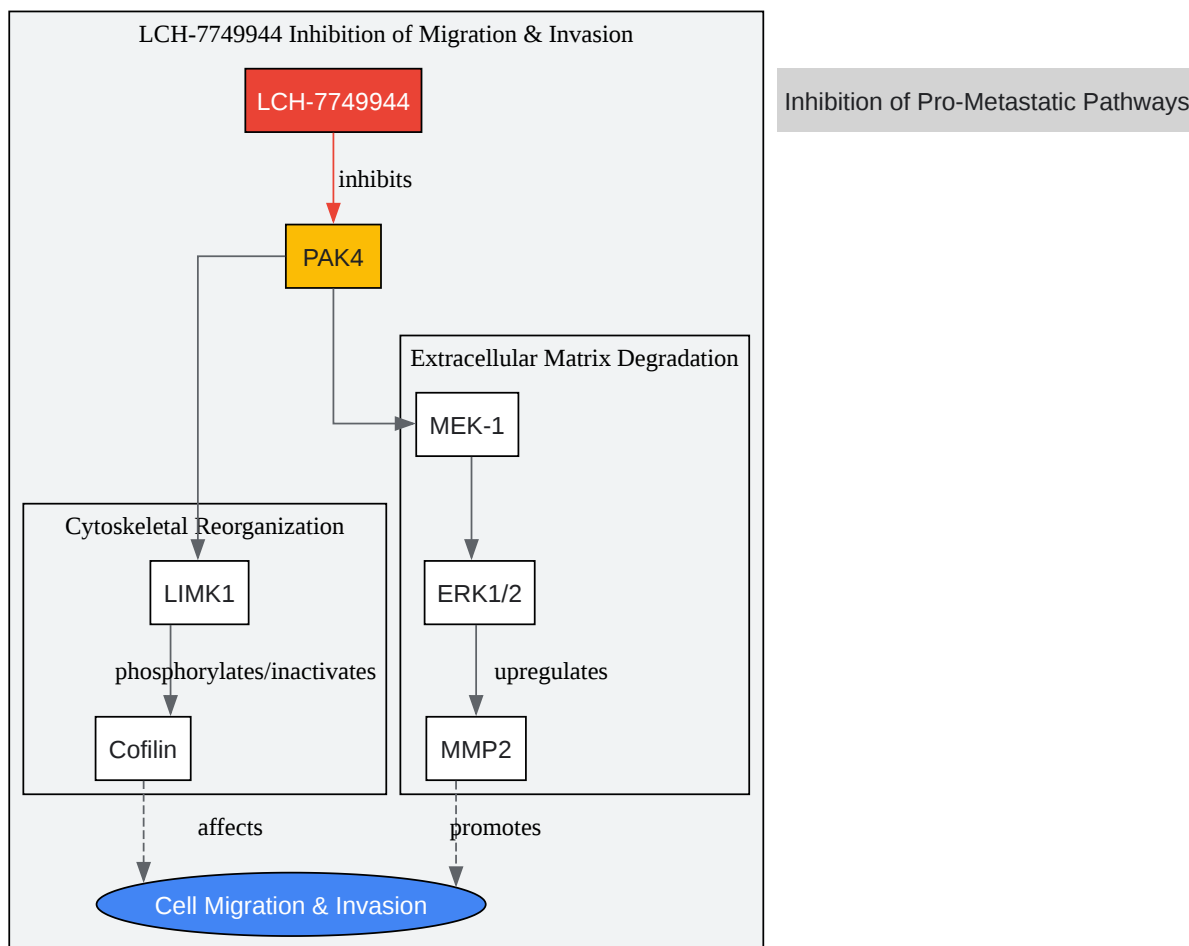 LCH-7749944 Inhibition of Migration & Invasion
LCH-7749944
Inhibition of Pro-Metastatic Pathways
inhibits
PAK4
Extracellular Matrix Degradation
MEK-1
Cytoskeletal Reorganization
LIMK1
ERK1/2
phosphorylates/inactivates
upregulates
Cofilin
MMP2
affects
promotes
Cell Migration & Invasion